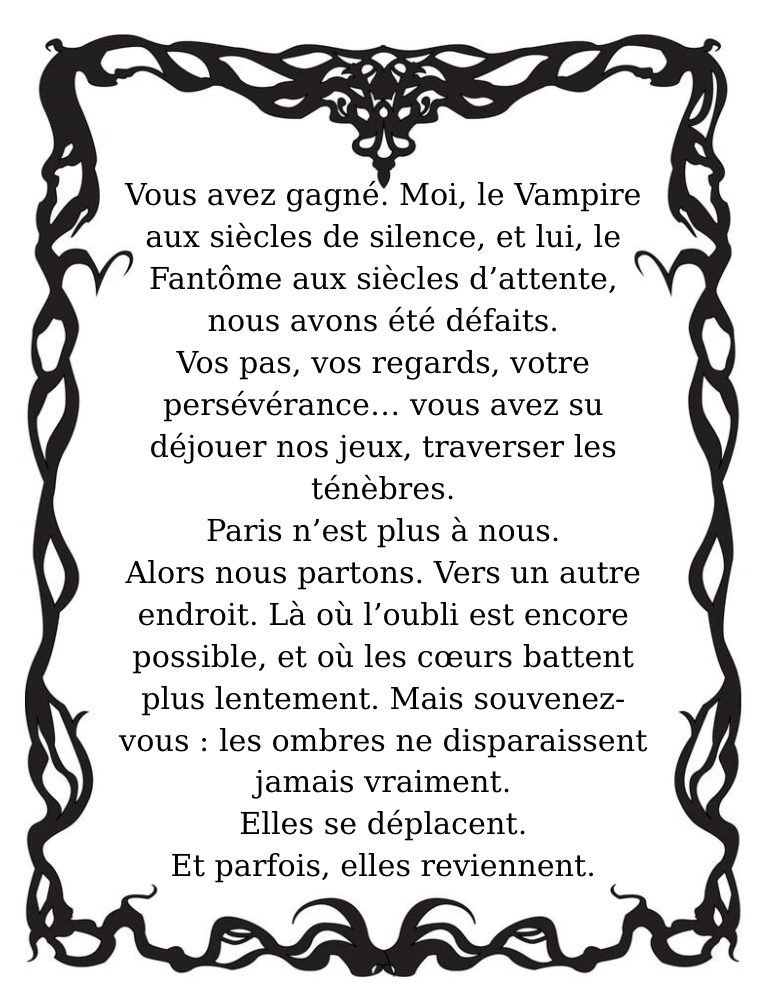 Vous avez gagné. Moi, le Vampire
aux siècles de silence, et lui, le
Fantôme aux siècles d’attente,
nous avons été défaits.
Vos pas, vos regards, votre
persévérance… vous avez su
déjouer nos jeux, traverser les
ténèbres.
Paris n’est plus à nous.
Alors nous partons. Vers un autre
endroit. Là où l’oubli est encore
possible, et où les cœurs battent
plus lentement. Mais souvenez-
vous : les ombres ne disparaissent
jamais vraiment.
Elles se déplacent.
Et parfois, elles reviennent.